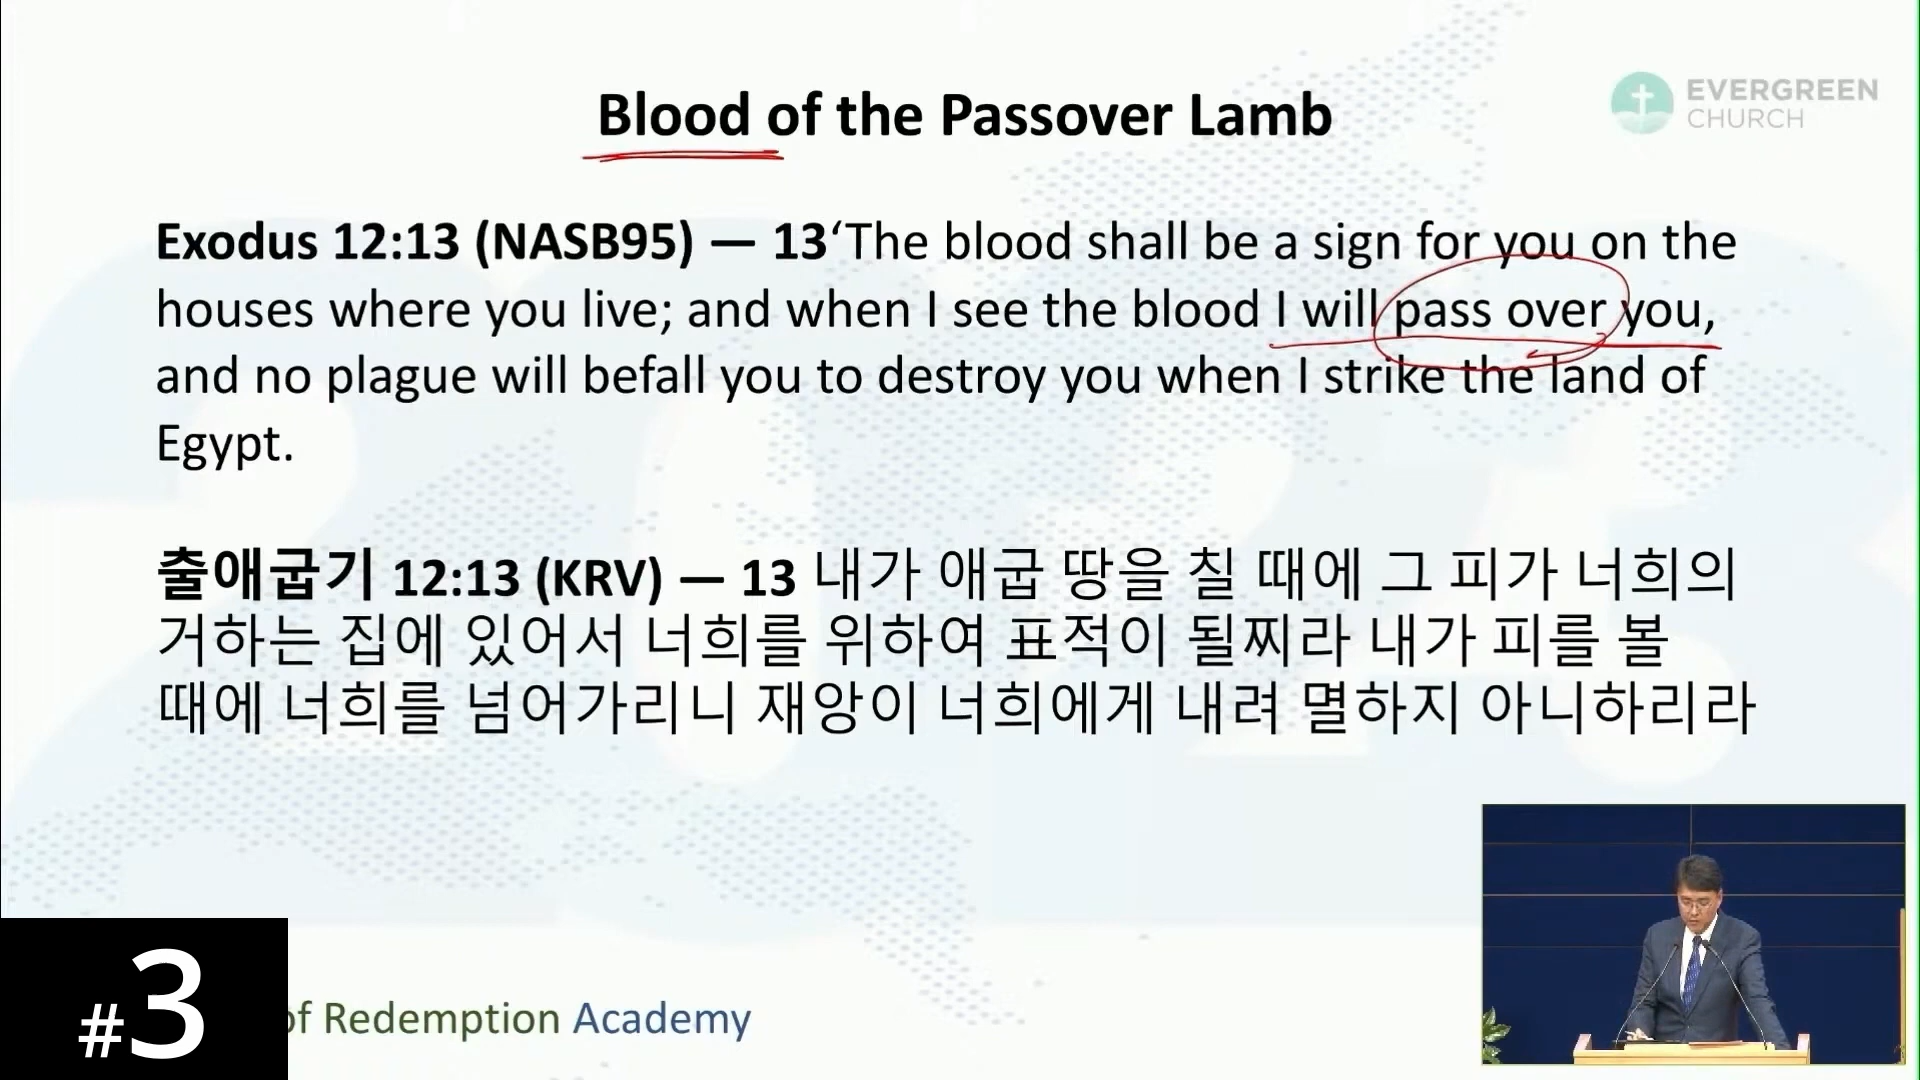 Blood of the Passover Lamb
EVERGREEN
CHURCH
Exodus 12:13 (NASB95) — 13‘The blood shall be a sign for you on the
houses where you live; and when I see the blood I will pass over you,
and no plague will befall you to destroy you when I strike the land of
Egypt.
출애굽기 12:13 (KRV) — 13 내가 애굽 땅을 칠 때에 그 피가 너희의
거하는 집에 있어서 너희를 위하여 표적이 될찌라 내가 피를 볼
때에 너희를 넘어가리니 재앙이 너희에게 내려 멸하지 아니하리라
#3
of Redemption Academy